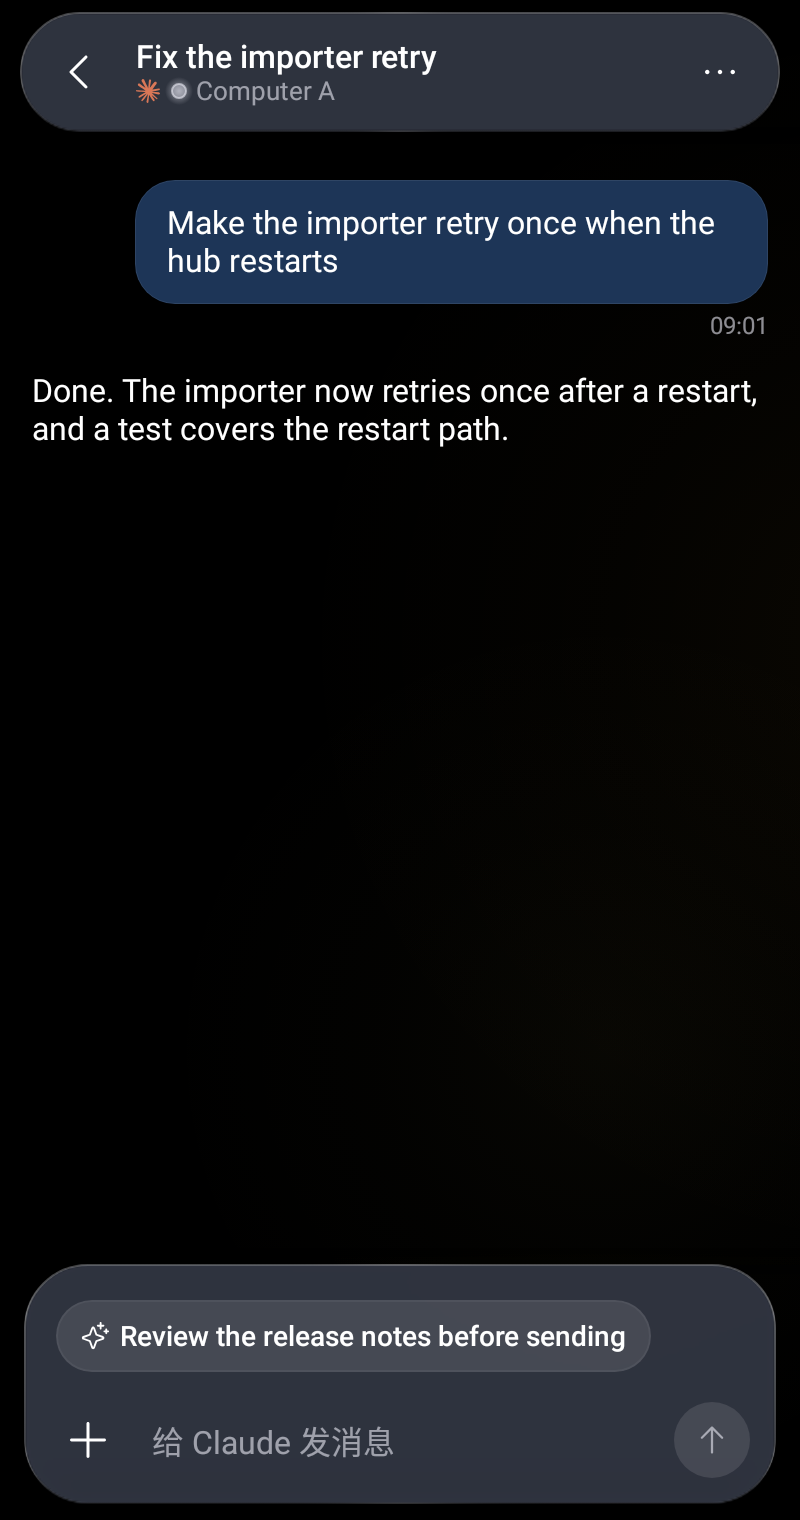 Fix the importer retry
Computer A
Make the importer retry once when the
hub restarts
09:01
Done. The importer now retries once after a restart,
and a test covers the restart path.
Review the release notes before sending
给 Claude 发消息